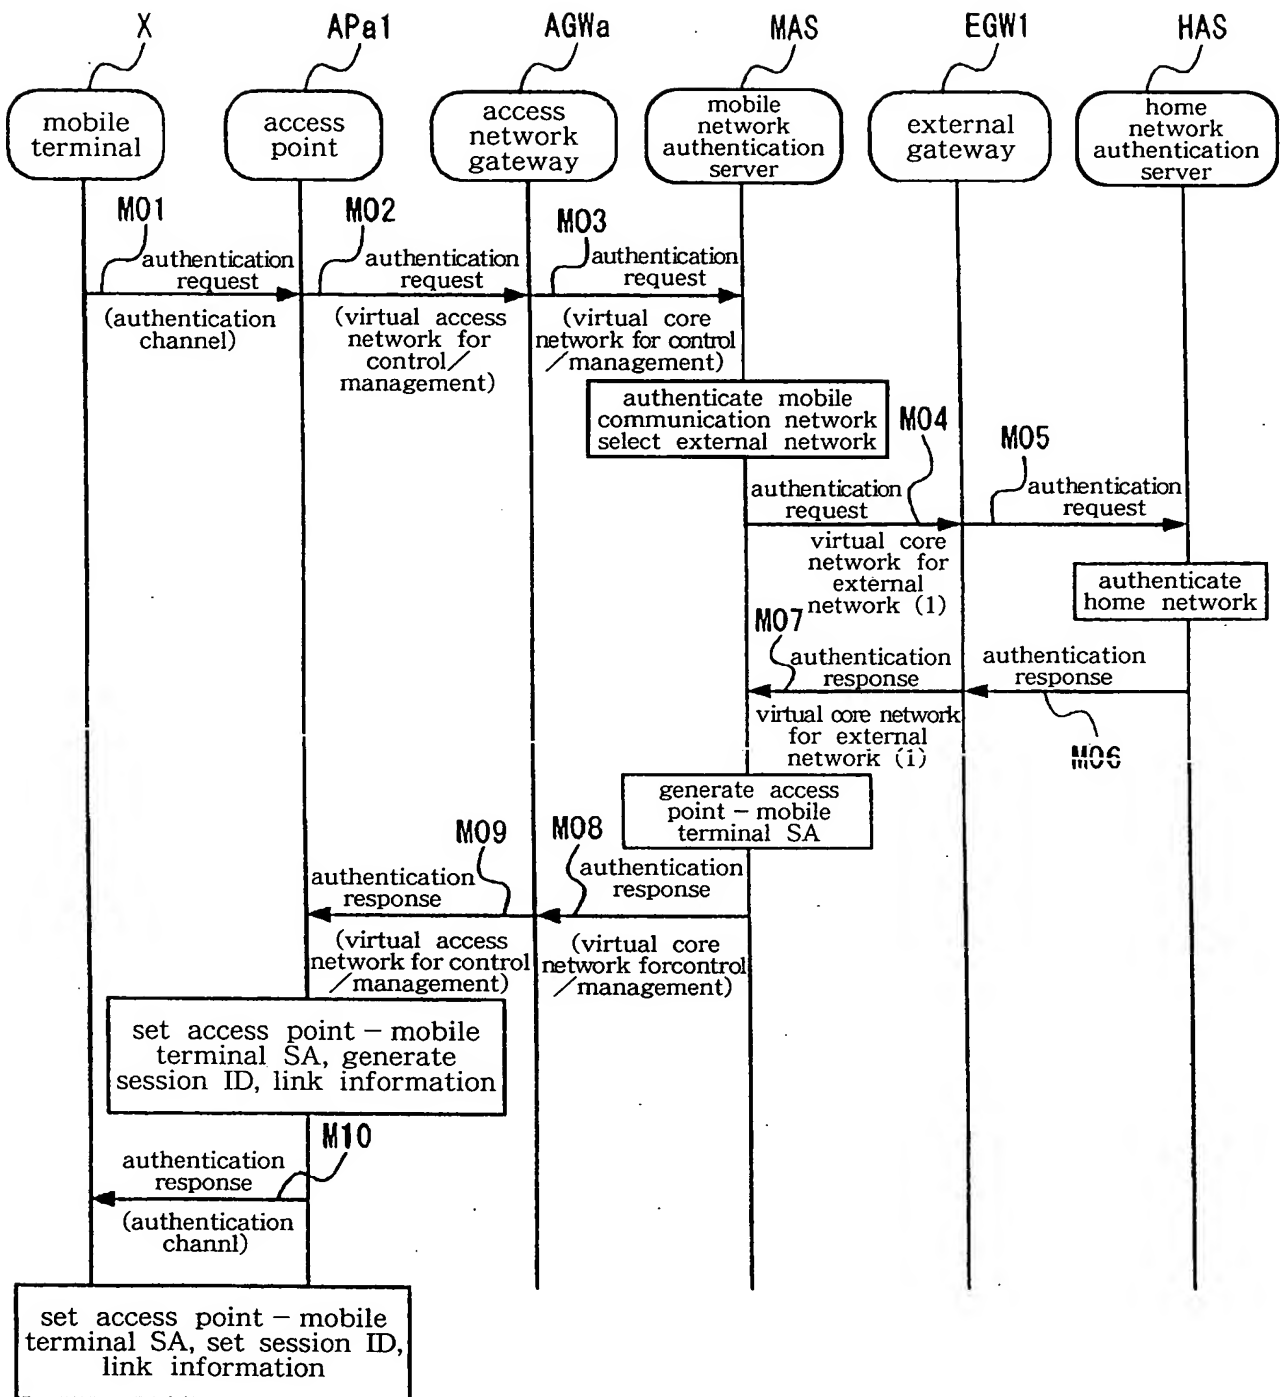 X
APa1
AGWa
MAS
EGW1
HAS
mobile
terminal
access
point
access
network
gateway
mobile
network
authentication
server
external
gateway
home
network
authentication
server
M01
M02
M03
authentication
request
authentication
request
authentication
request
(authentication
channel)
(virtual access
network for
control/
management)
(virtual core
network for control
/management)
authenticate mobile
communication network
select external network
M04
M05
authentication
request
authentication
request
virtual core
network for
external
network (1)
authenticate
home network
M07
authentication
response
authentication
response
virtual core network
for external
network (i)
M06
generate access
point – mobile
terminal SA
M09
M08
authentication
response
authentication
response
(virtual access
network for control
/management)
(virtual core
network forcontrol
/management)
set access point – mobile
terminal SA, generate
session ID, link information
M10
authentication
response
(authentication
channl)
set access point – mobile
terminal SA, set session ID,
link information